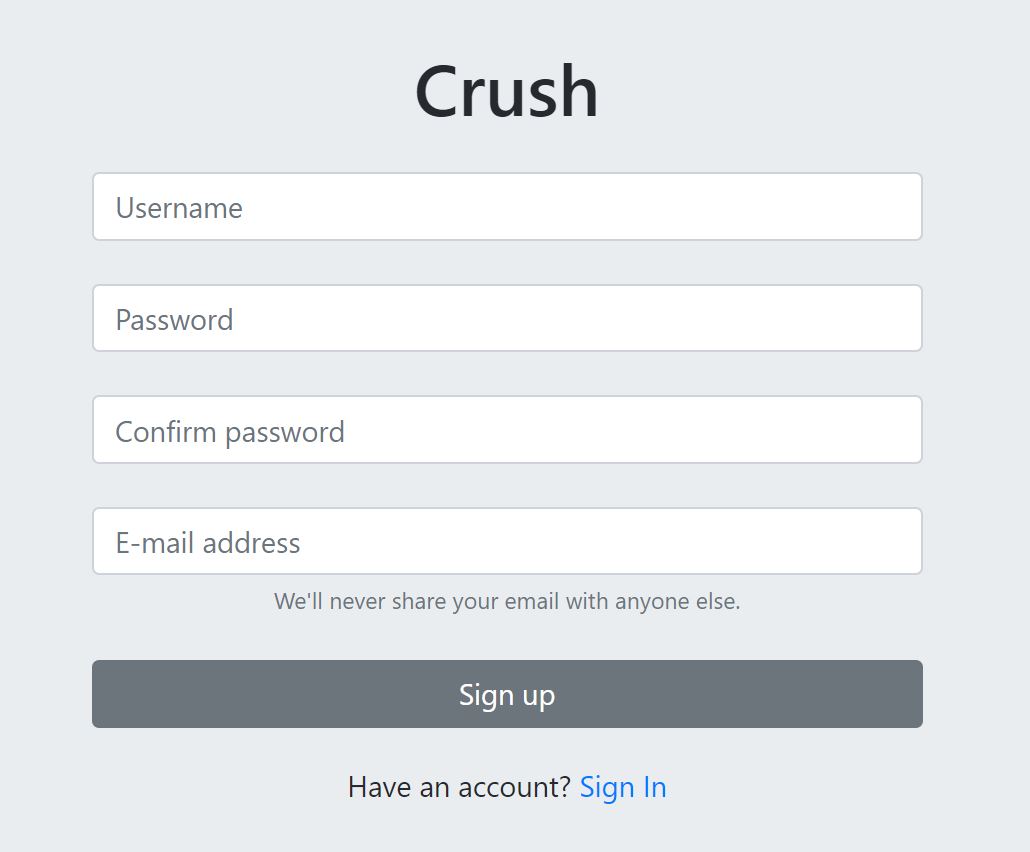 Crush
Username
Password
Confirm password
E-mail address
We'll never share your email with anyone else.
Sign up
Have an account? Sign In